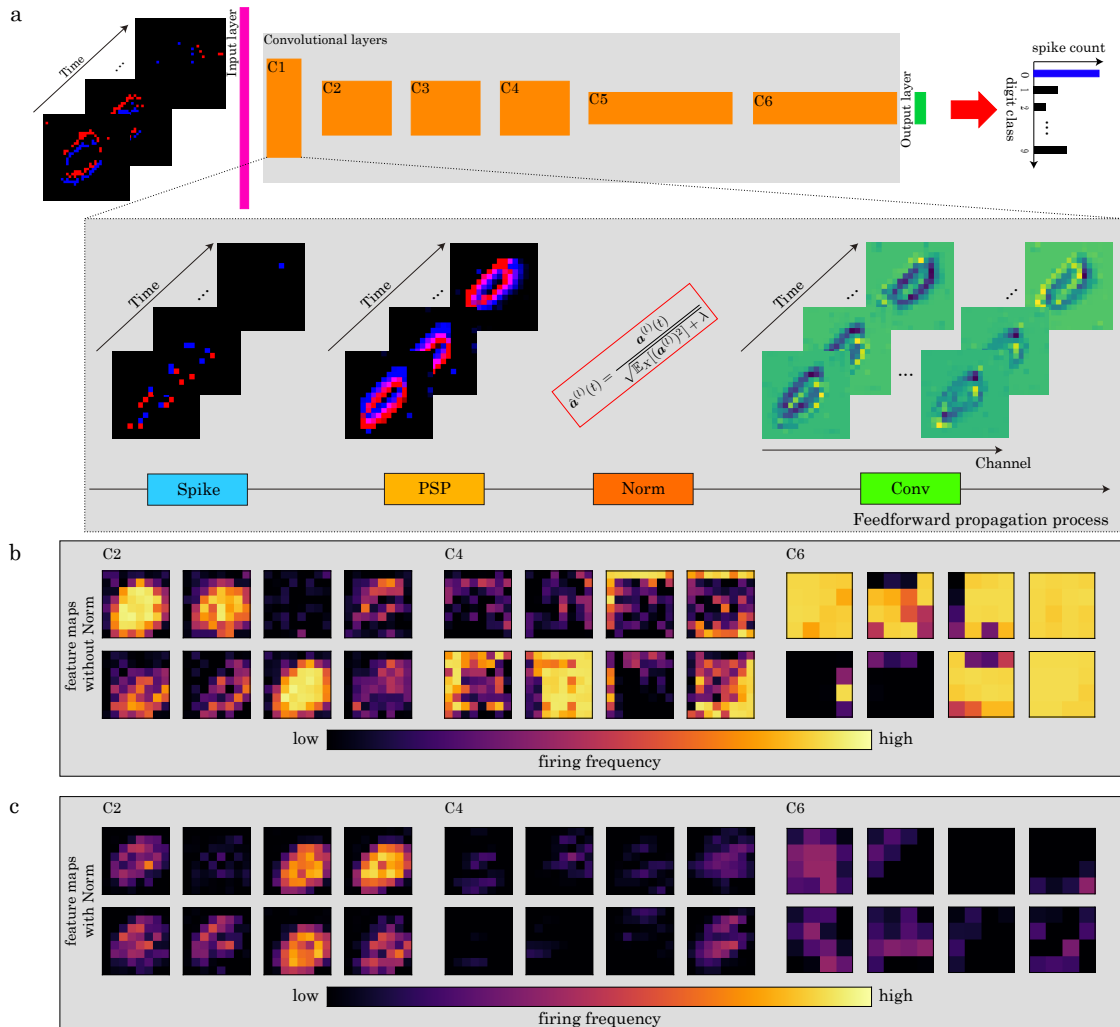 a
Time
...
Input layer
Convolutional layers
C1
C2
C3
C4
C5
C6
Output layer
spike count
digit class
0
1
2
...
9
Time
...
Time
...
â^{(l)}(t) = a^{(l)}(t) / √(𝔼_X[(a^{(l)})^2] + λ)
Time
...
...
Channel
Spike
PSP
Norm
Conv
Feedforward propagation process
b
feature maps
without Norm
C2
C4
C6
low
high
firing frequency
c
feature maps
with Norm
C2
C4
C6
low
high
firing frequency